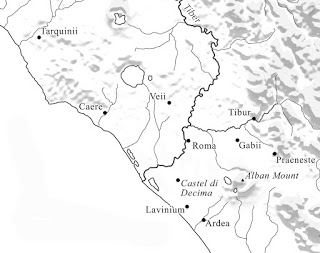 Tarquinii
Tiber
Veii
Caere
Tibur
Roma
Gabii
Praeneste
Castel di
Decima
Alban Mount
Lavinium
Ardea